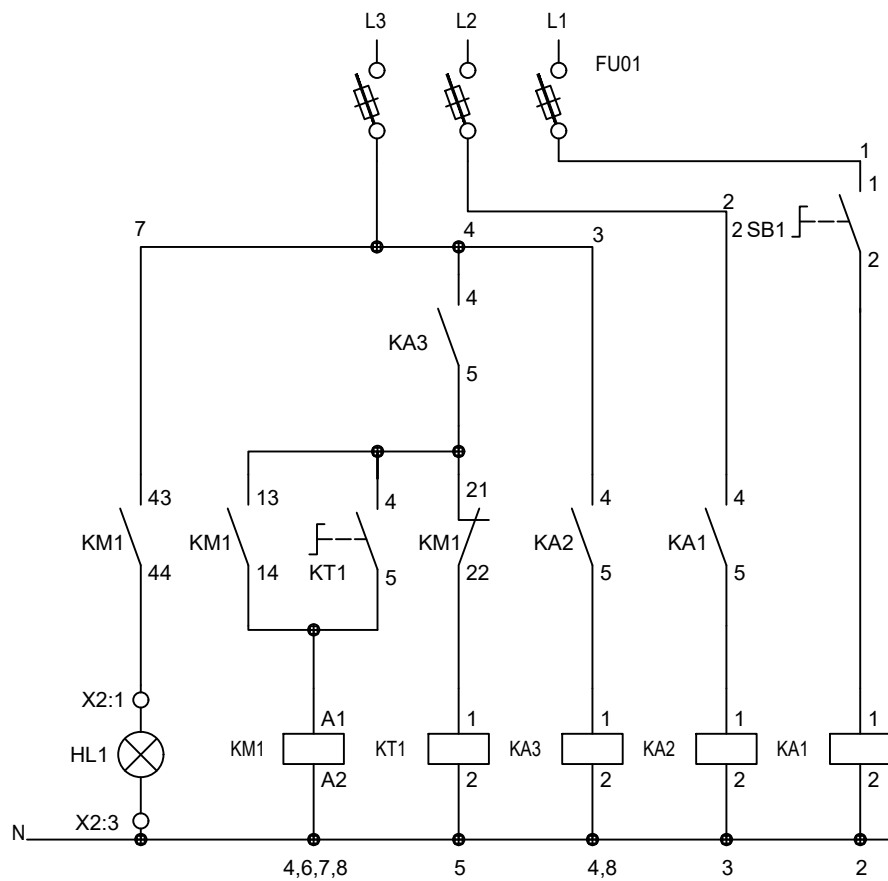 L3 L2 L1
FU01
1
1
2
7 4 3 2 SB1
2
4
KA3
5
43 13 4 21 4 4
KM1 KM1 KT1 KM1 KA2 KA1
44 14 5 22 5 5
X2:1
A1 1 1 1 1
HL1 KM1 KT1 KA3 KA2 KA1
A2 2 2 2 2
X2:3
N
4,6,7,8 5 4,8 3 2